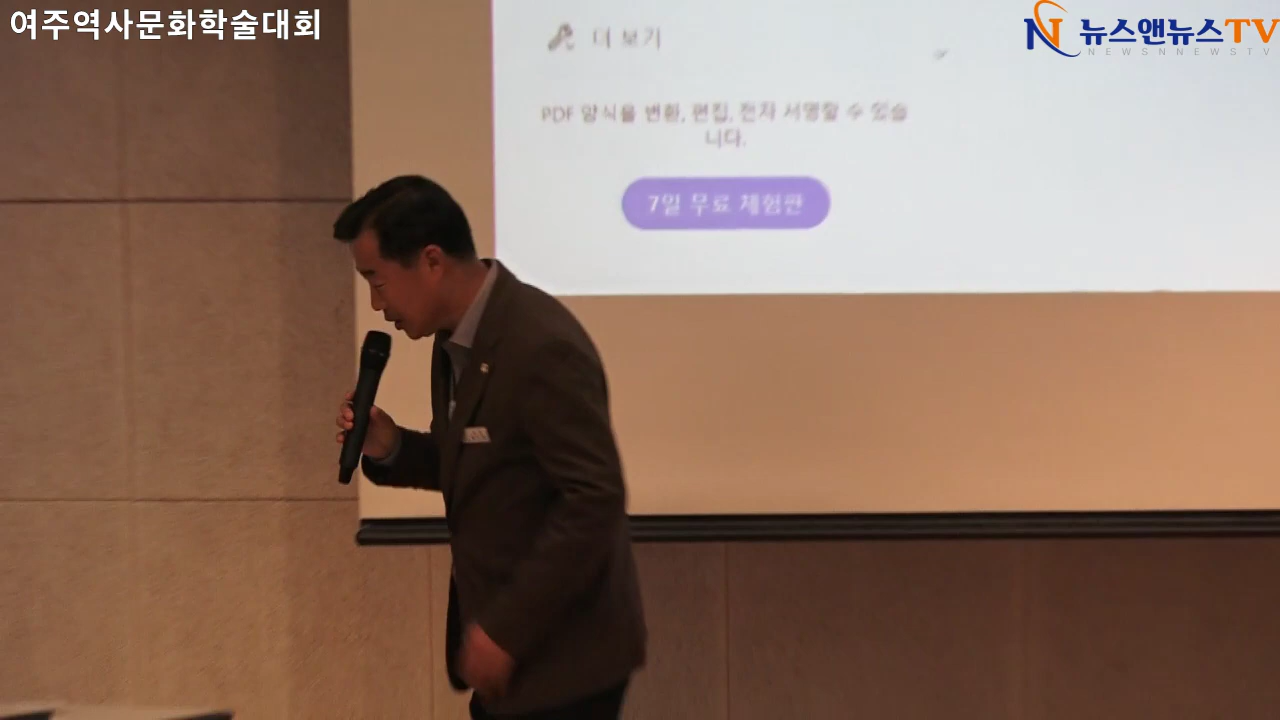 여주역사문화학술대회
뉴스앤뉴스TV
NEWSNNEWSTV
더 보기
PDF 양식을 변환, 편집, 전자 서명할 수 있습
니다.
7일 무료 체험판